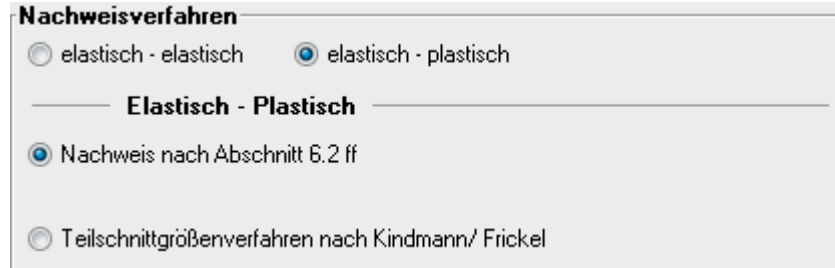 Nachweisverfahren
elastisch - elastisch elastisch - plastisch
Elastisch - Plastisch
Nachweis nach Abschnitt 6.2 ff
Teilschnittgrößenverfahren nach Kindmann/ Frickel